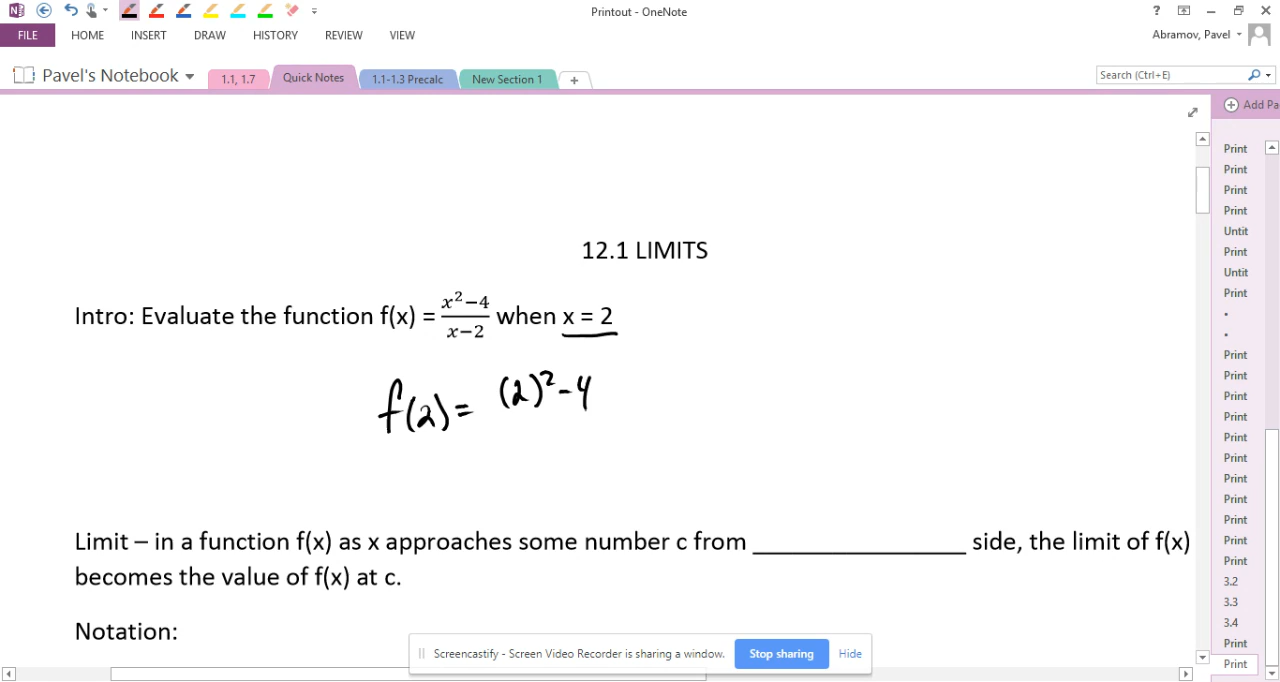 Printout - OneNote
?
FILE HOME INSERT DRAW HISTORY REVIEW VIEW
Abramov, Pavel
Pavel's Notebook
1.1, 1.7
Quick Notes
1.1-1.3 Precalc
New Section 1
+
Search (Ctrl+E)
Add Pa
12.1 LIMITS
Intro: Evaluate the function f(x) = x²−4 / x−2 when x = 2
f(2) = (2)² - 4
Limit – in a function f(x) as x approaches some number c from ________________ side, the limit of f(x)
becomes the value of f(x) at c.
Notation:
Screencastify - Screen Video Recorder is sharing a window.
Stop sharing
Hide
Print
Print
Print
Print
Untit
Print
Untit
Print
.
.
Print
Print
Print
Print
Print
Print
Print
Print
Print
Print
Print
3.2
3.3
3.4
Print
Print